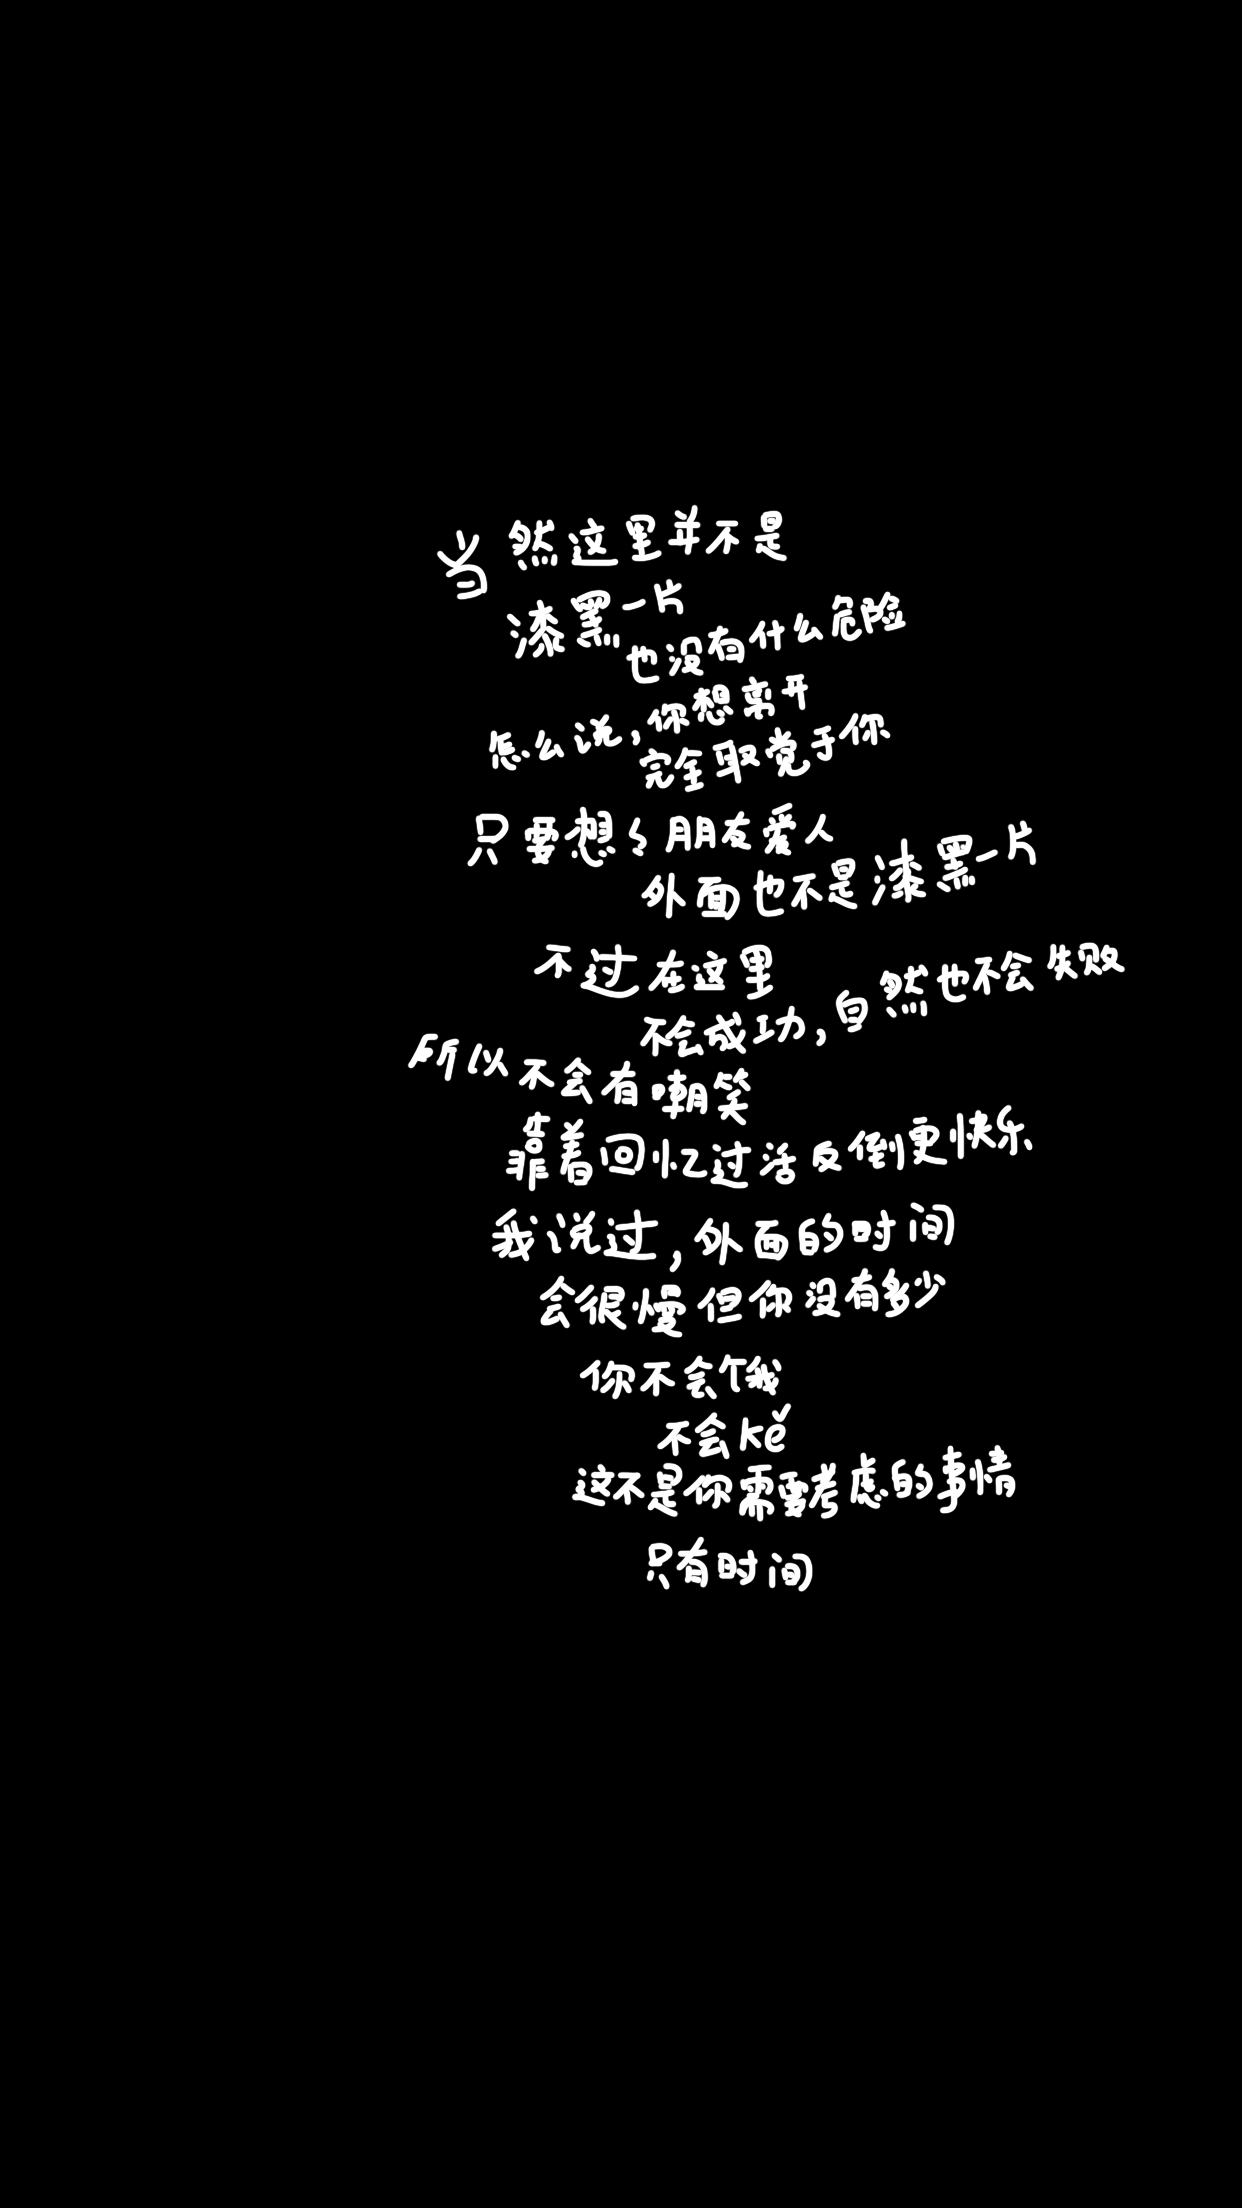 当然这里并不是
漆黑一片
也没有什么危险
怎么说,你想离开
完全取党于你
只要想々朋友爱人
外面也不是漆黑一片
不过在这里
不会成功,自然也不会失败
所以不会有嘲笑
靠着回忆过活反倒更快乐
我说过,外面的时间
会很慢但你没有多少
你不会饿
不会kě
这不是你需要考虑的事情
只有时间